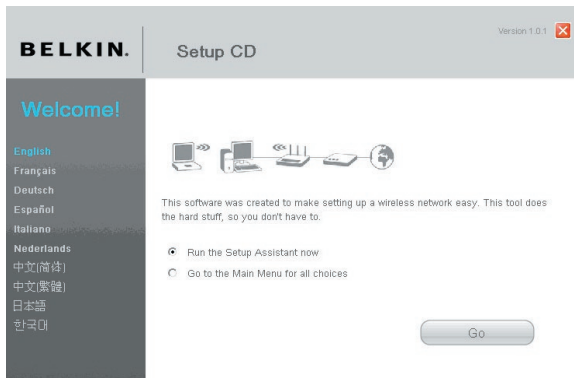 BELKIN.
Setup CD
Version 1.0.1
Welcome!
English
Français
Deutsch
Español
Italiano
Nederlands
中文(简体)
中文(繁體)
日本語
한국어
This software was created to make setting up a wireless network easy. This tool does
the hard stuff, so you don't have to.
Run the Setup Assistant now
Go to the Main Menu for all choices
Go